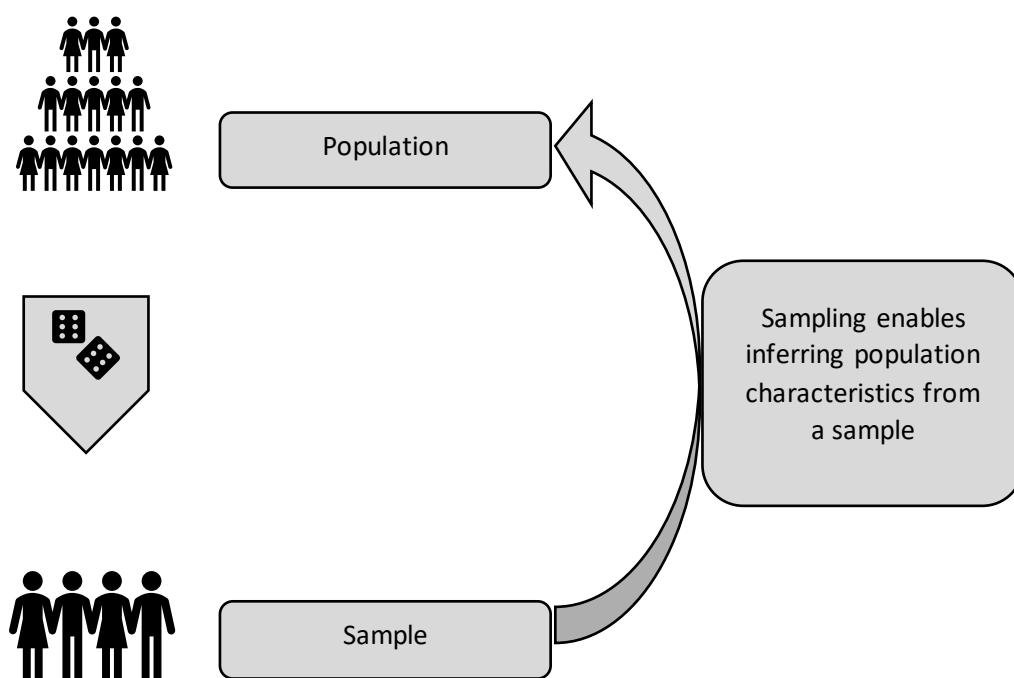 Population
Sampling enables
inferring population
characteristics from
a sample
Sample